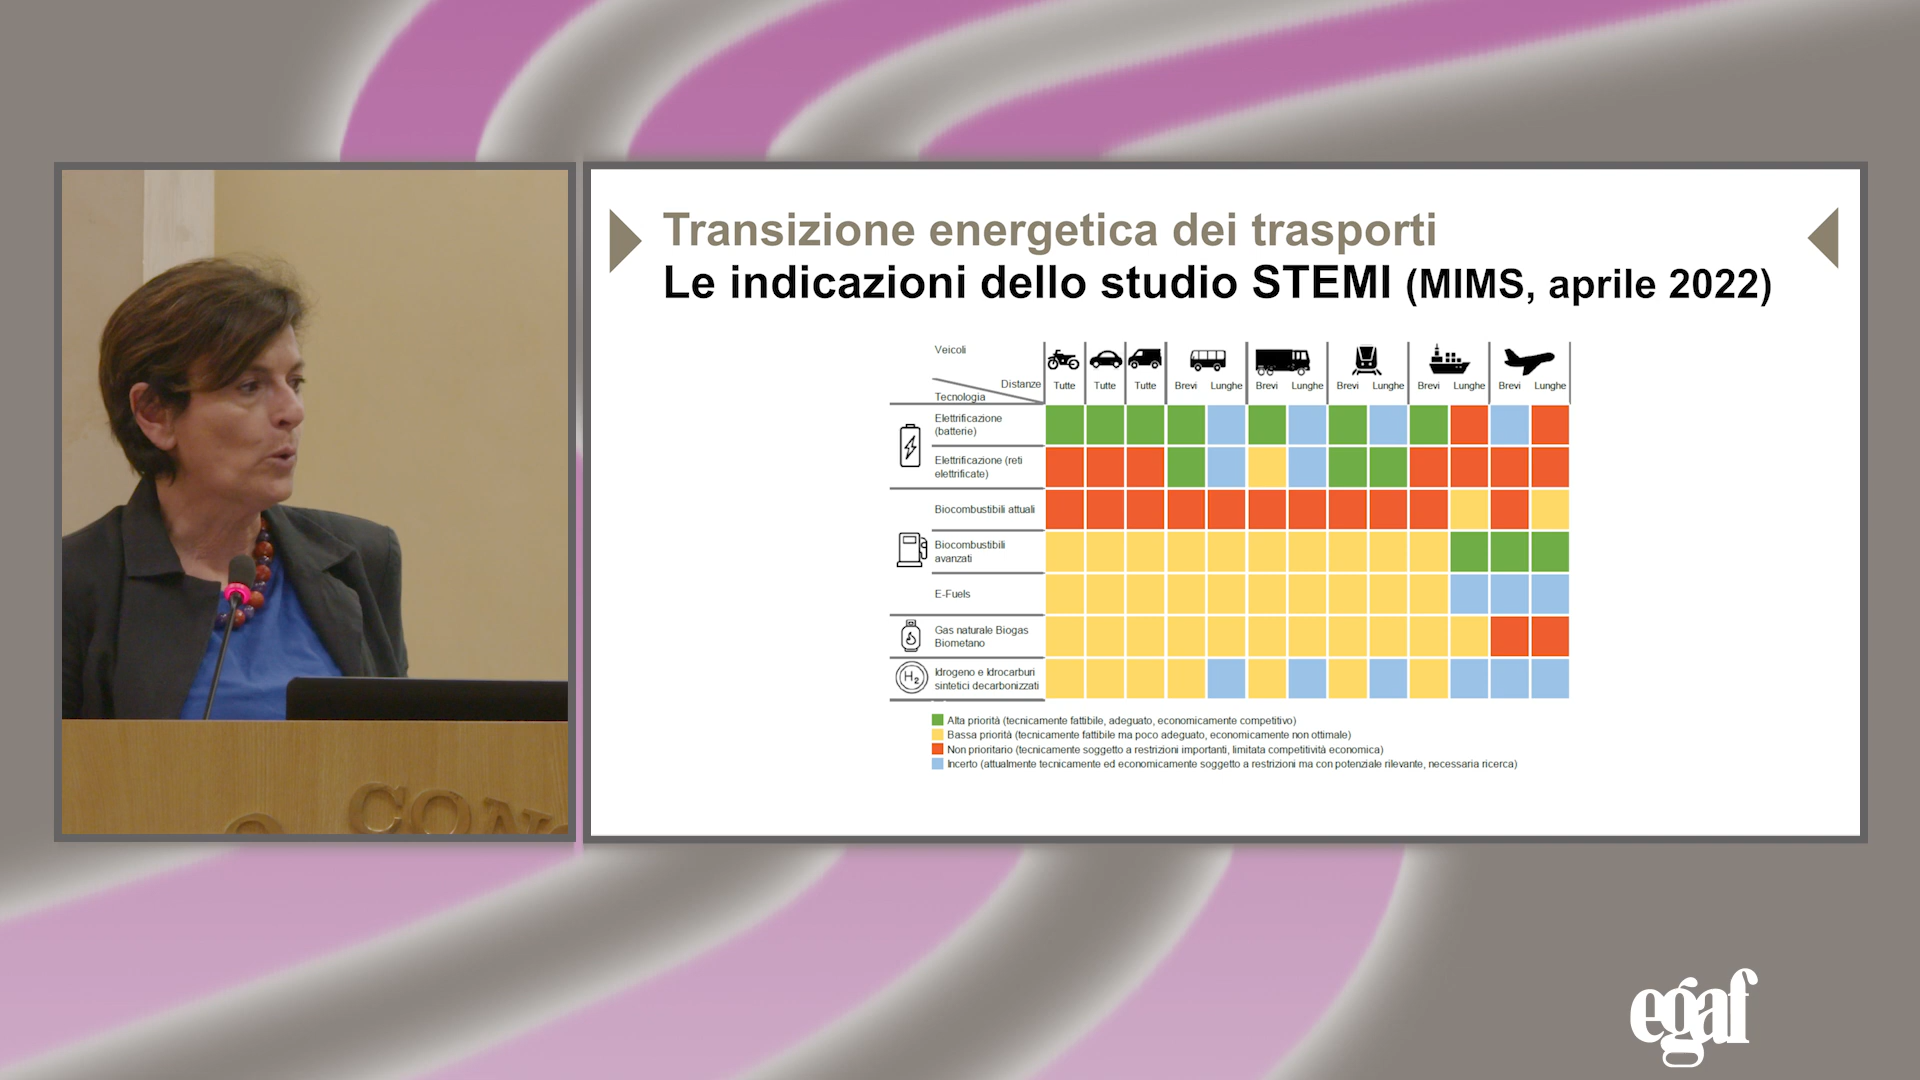 Transizione energetica dei trasporti
Le indicazioni dello studio STEMI (MIMS, aprile 2022)
Veicoli
Distanze
Tecnologia
Tutte Tutte Tutte Brevi Lunghe Brevi Lunghe Brevi Lunghe Brevi Lunghe Brevi Lunghe
Elettrificazione
(batterie)
Elettrificazione (reti
elettrificate)
Biocombustibili attuali
Biocombustibili
avanzati
E-Fuels
Gas naturale Biogas
Biometano
H2
Idrogeno e Idrocarburi
sintetici decarbonizzati
Alta priorità (tecnicamente fattibile, adeguato, economicamente competitivo)
Bassa priorità (tecnicamente fattibile ma poco adeguato, economicamente non ottimale)
Non prioritario (tecnicamente soggetto a restrizioni importanti, limitata competitività economica)
Incerto (attualmente tecnicamente ed economicamente soggetto a restrizioni ma con potenziale rilevante, necessaria ricerca)
CON
egaf